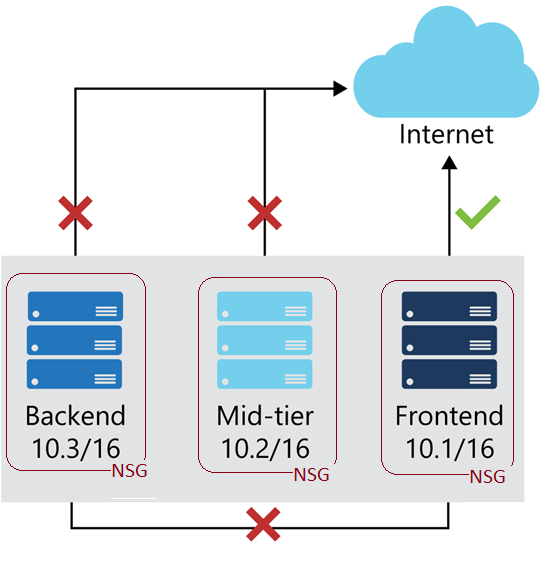 Internet
Backend
10.3/16
NSG
Mid-tier
10.2/16
NSG
Frontend
10.1/16
NSG